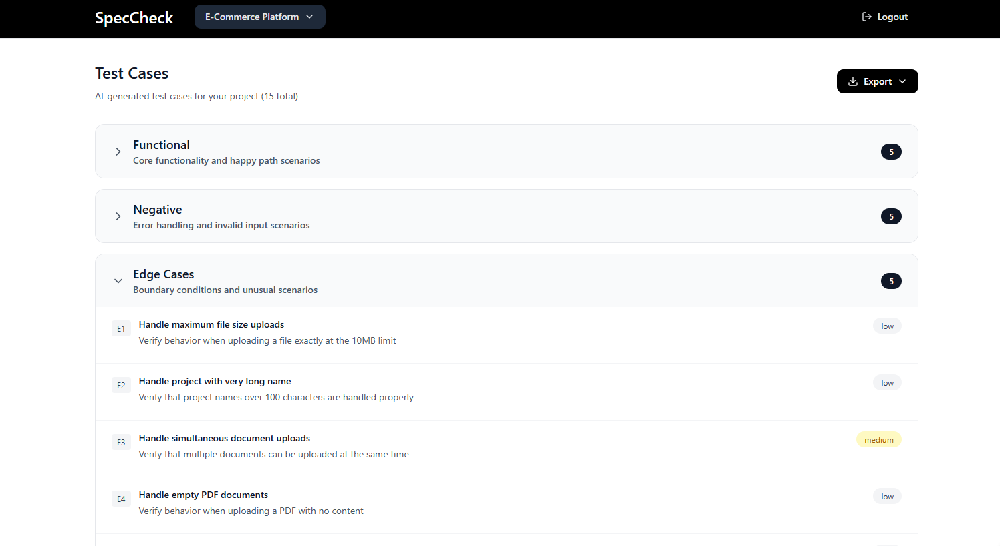 SpecCheck
E-Commerce Platform
Logout
Test Cases
Export
AI-generated test cases for your project (15 total)
Functional
Core functionality and happy path scenarios
5
Negative
Error handling and invalid input scenarios
5
Edge Cases
Boundary conditions and unusual scenarios
5
E1
Handle maximum file size uploads
low
Verify behavior when uploading a file exactly at the 10MB limit
E2
Handle project with very long name
low
Verify that project names over 100 characters are handled properly
E3
Handle simultaneous document uploads
medium
Verify that multiple documents can be uploaded at the same time
E4
Handle empty PDF documents
low
Verify behavior when uploading a PDF with no content